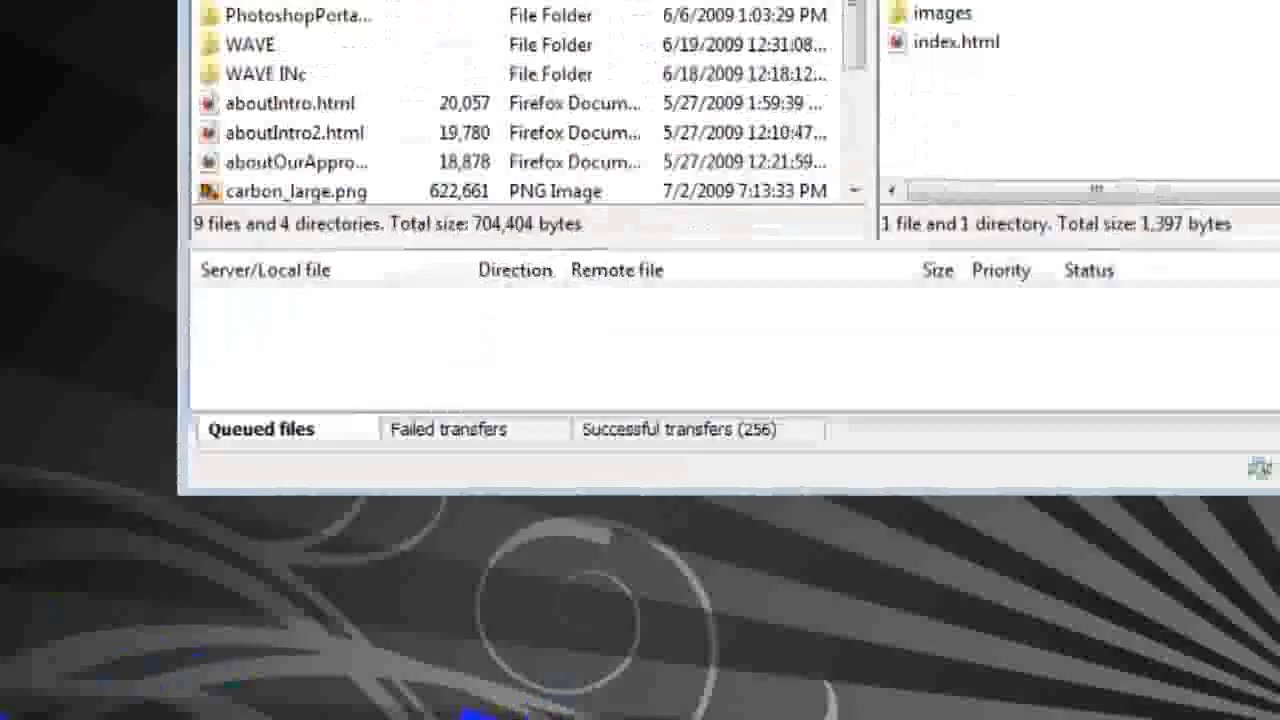 PhotoshopPorta... File Folder 6/6/2009 1:03:29 PM
WAVE File Folder 6/19/2009 12:31:08...
WAVE INc File Folder 6/18/2009 12:18:12...
aboutIntro.html 20,057 Firefox Docum... 5/27/2009 1:59:39 ...
aboutIntro2.html 19,780 Firefox Docum... 5/27/2009 12:10:47...
aboutOurAppro... 18,878 Firefox Docum... 5/27/2009 12:21:59...
carbon_large.png 622,661 PNG Image 7/2/2009 7:13:33 PM
9 files and 4 directories. Total size: 704,404 bytes
images
index.html
1 file and 1 directory. Total size: 1,397 bytes
Server/Local file Direction Remote file Size Priority Status
Queued files Failed transfers Successful transfers (256)